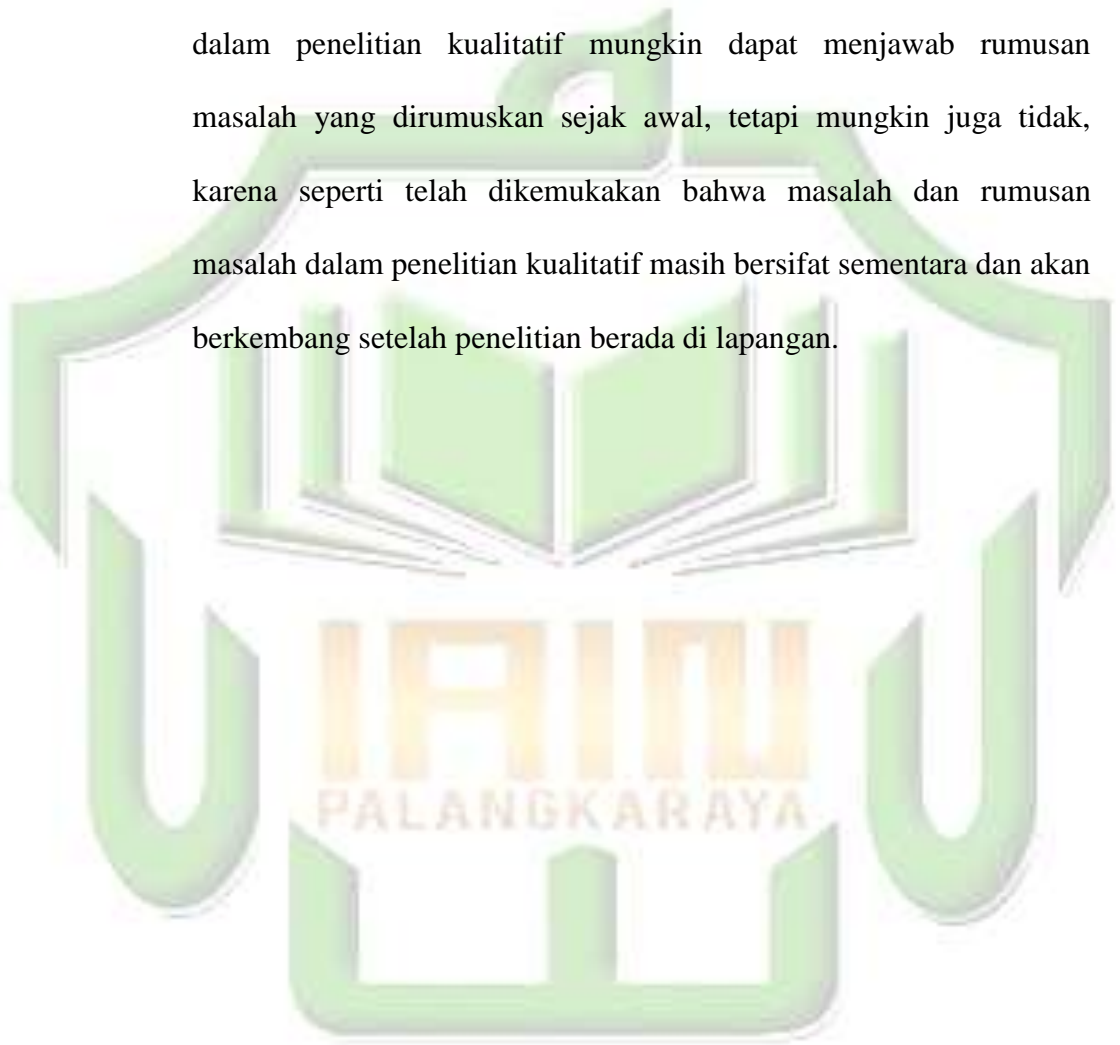 dalam penelitian kualitatif mungkin dapat menjawab rumusan
masalah yang dirumuskan sejak awal, tetapi mungkin juga tidak,
karena seperti telah dikemukakan bahwa masalah dan rumusan
masalah dalam penelitian kualitatif masih bersifat sementara dan akan
berkembang setelah penelitian berada di lapangan.
IAIN
PALANGKARAYA